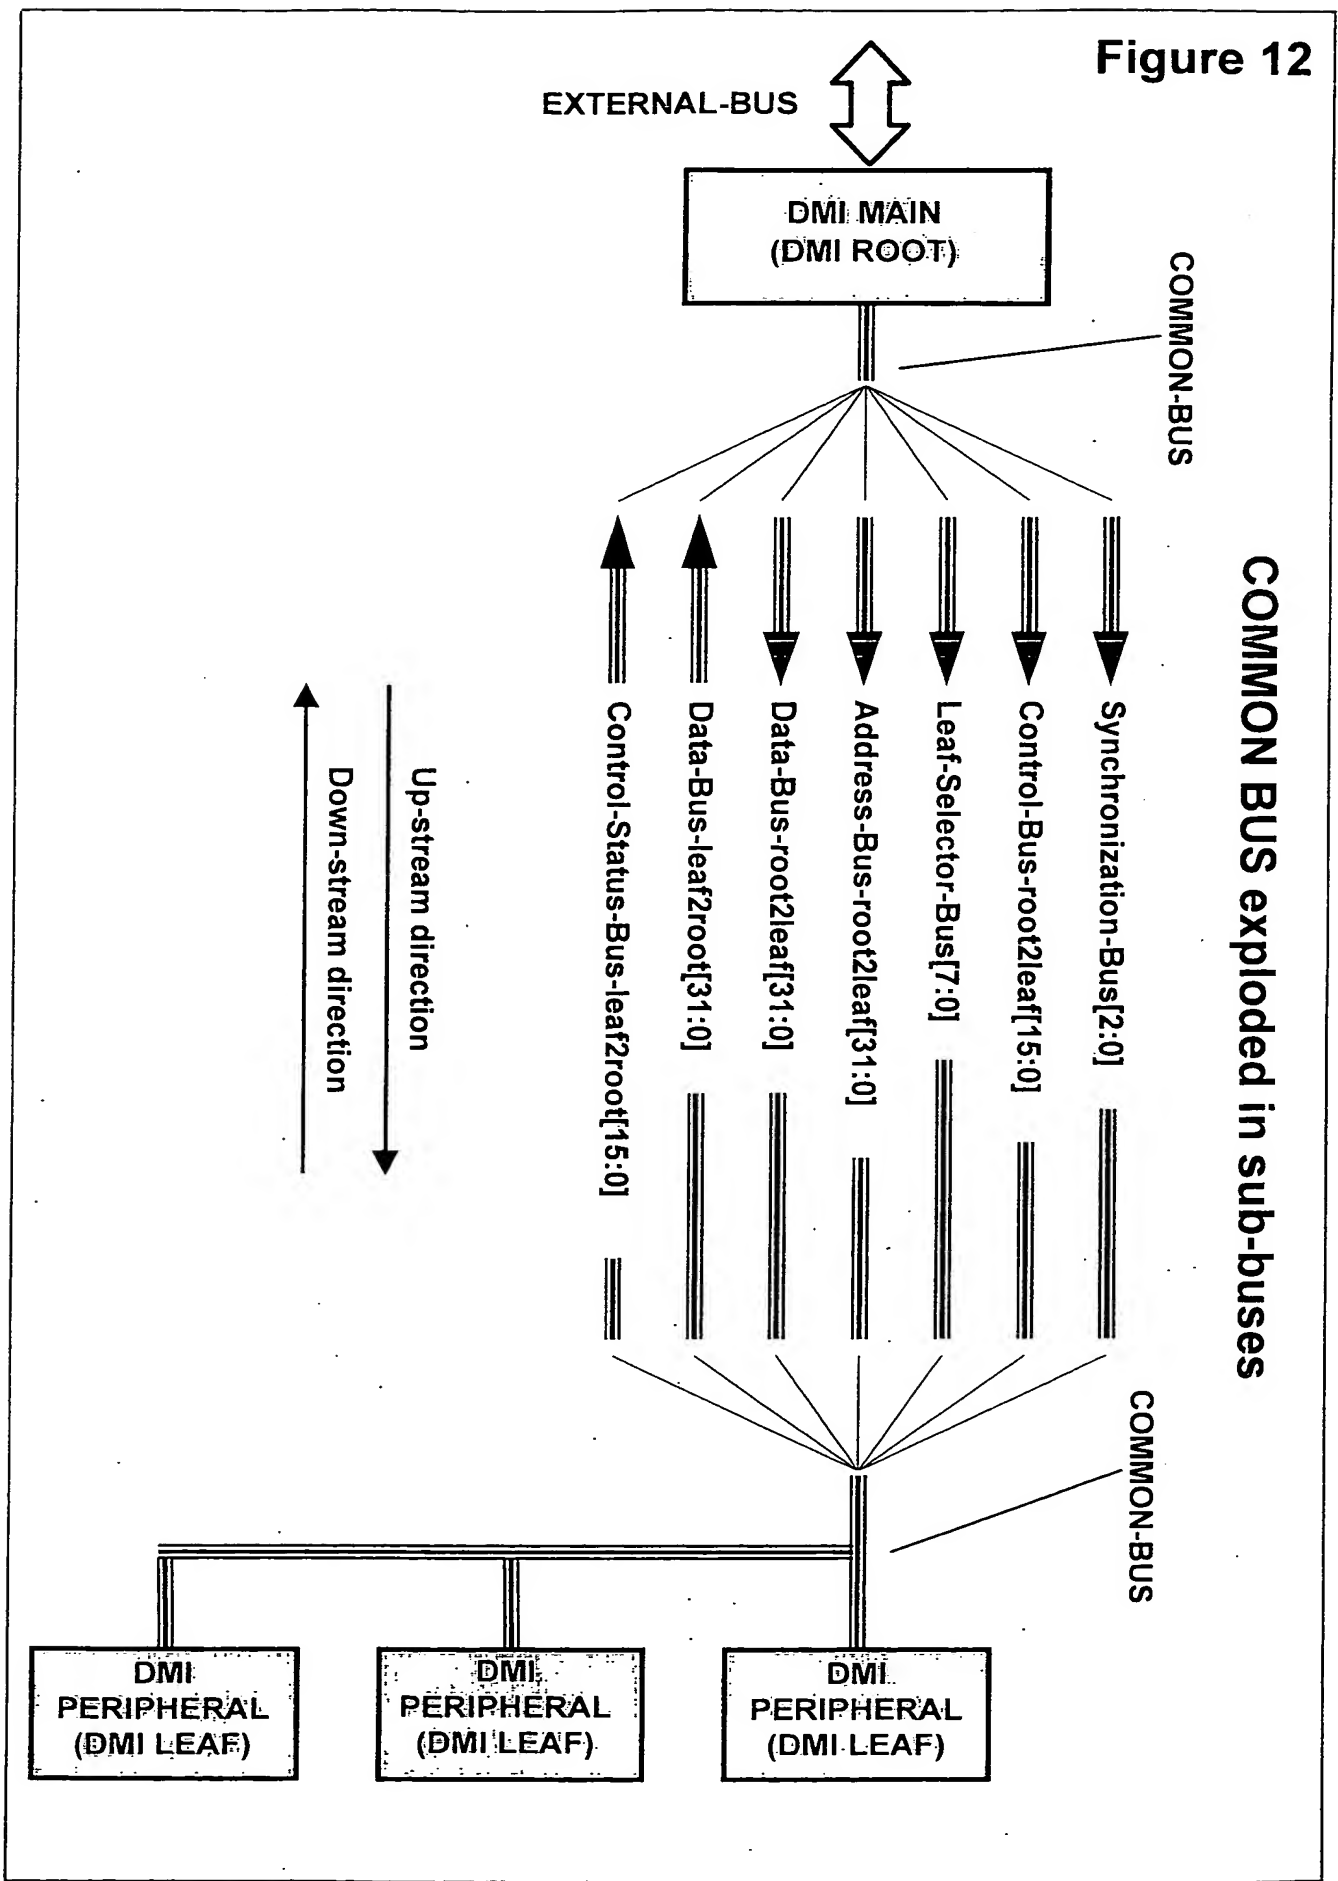 Figure 12
COMMON BUS exploded in sub-buses
EXTERNAL-BUS
DMI MAIN
(DMI ROOT)
COMMON-BUS
Synchronization-Bus[2:0]
Control-Bus-root2leaf[15:0]
Leaf-Selector-Bus[7:0]
Address-Bus-root2leaf[31:0]
Data-Bus-root2leaf[31:0]
Data-Bus-leaf2root[31:0]
Control-Status-Bus-leaf2root[15:0]
Up-stream direction
Down-stream direction
COMMON-BUS
DMI
PERIPHERAL
(DMI LEAF)
DMI
PERIPHERAL
(DMI LEAF)
DMI
PERIPHERAL
(DMI LEAF)